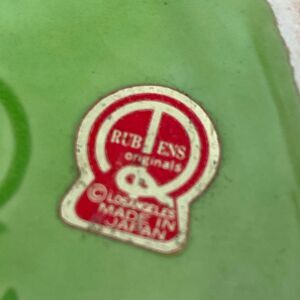 RUBENS
originals
© LOS ANGELES
MADE IN
JAPAN